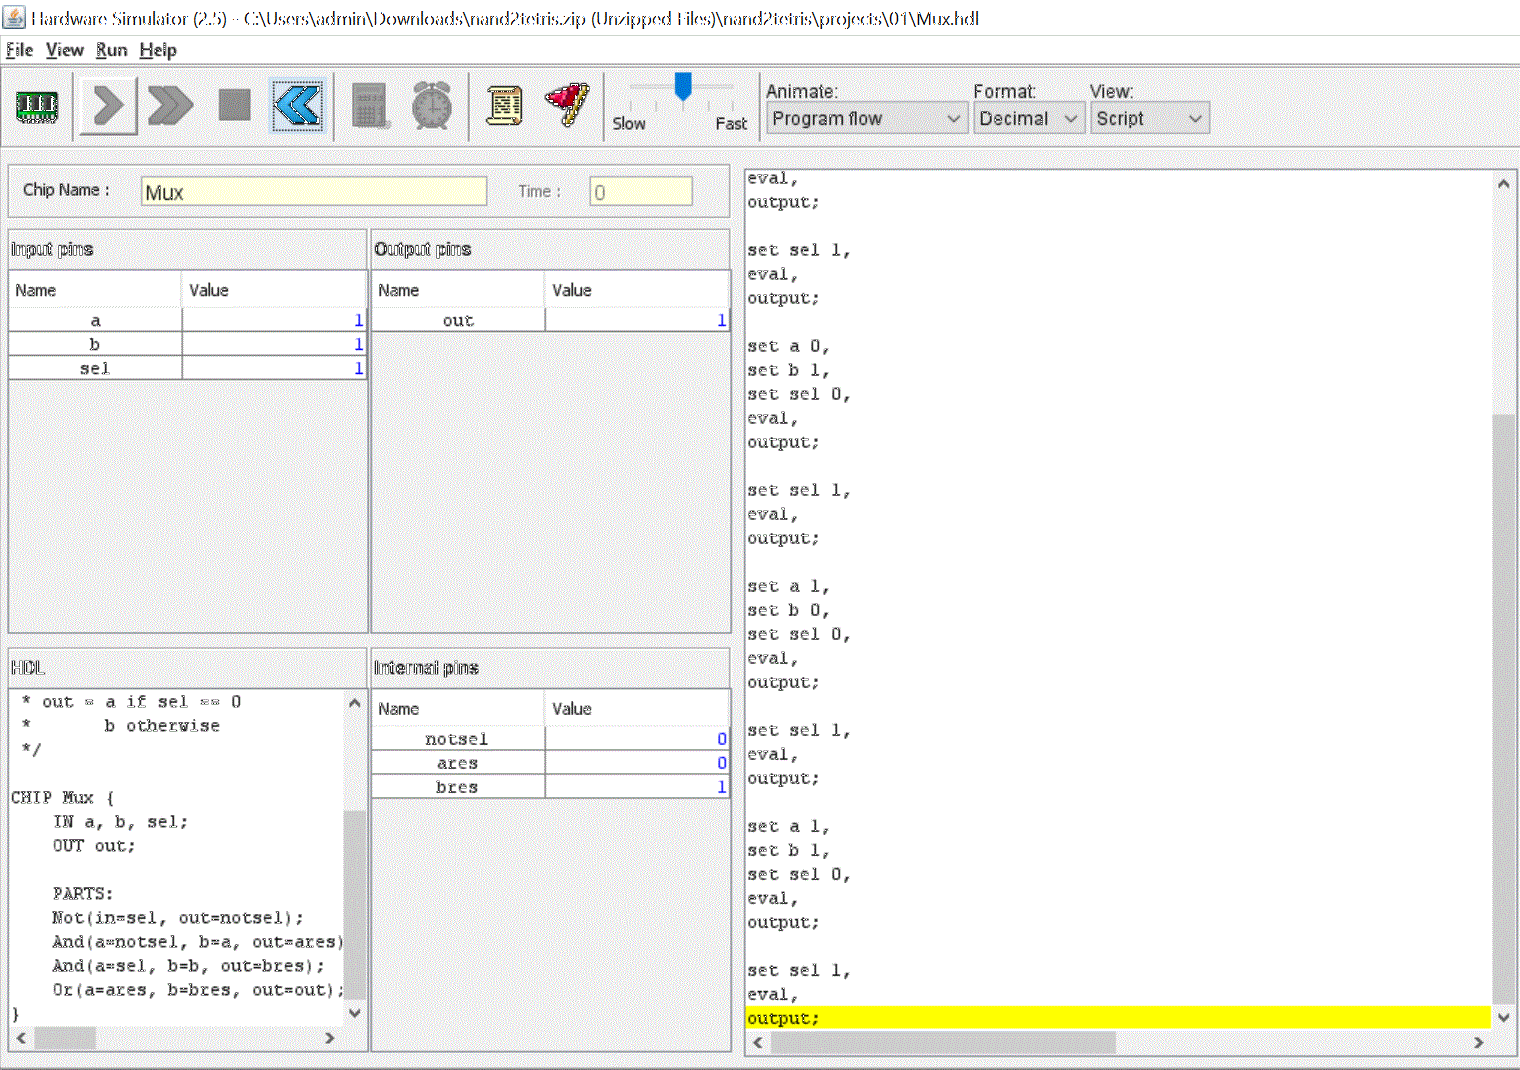 Hardware Simulator (2.5) - C:\Users\admin\Downloads\nand2tetris.zip (Unzipped Files)\nand2tetris\projects\01\Mux.hdl
File View Run Help
Slow Fast
Animate: Format: View:
Program flow Decimal Script
Chip Name : Mux Time : 0
Input pins
Name Value
a 1
b 1
sel 1
Output pins
Name Value
out 1
HDL
* out = a if sel == 0
* b otherwise
*/
CHIP Mux {
IN a, b, sel;
OUT out;
PARTS:
Not(in=sel, out=notsel);
And(a=notsel, b=a, out=ares)
And(a=sel, b=b, out=bres);
Or(a=ares, b=bres, out=out);
}
Internal pins
Name Value
notsel 0
ares 0
bres 1
eval,
output;
set sel 1,
eval,
output;
set a 0,
set b 1,
set sel 0,
eval,
output;
set sel 1,
eval,
output;
set a 1,
set b 0,
set sel 0,
eval,
output;
set sel 1,
eval,
output;
set a 1,
set b 1,
set sel 0,
eval,
output;
set sel 1,
eval,
output;